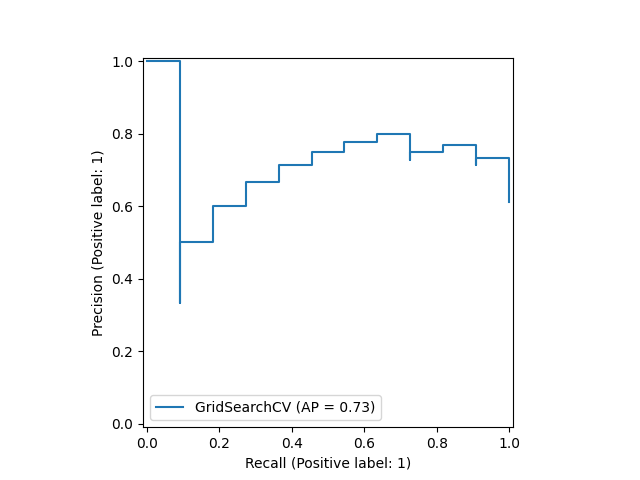 1.0
0.8
0.6
0.4
0.2
0.0
Precision (Positive label: 1)
GridSearchCV (AP = 0.73)
0.0 0.2 0.4 0.6 0.8 1.0
Recall (Positive label: 1)